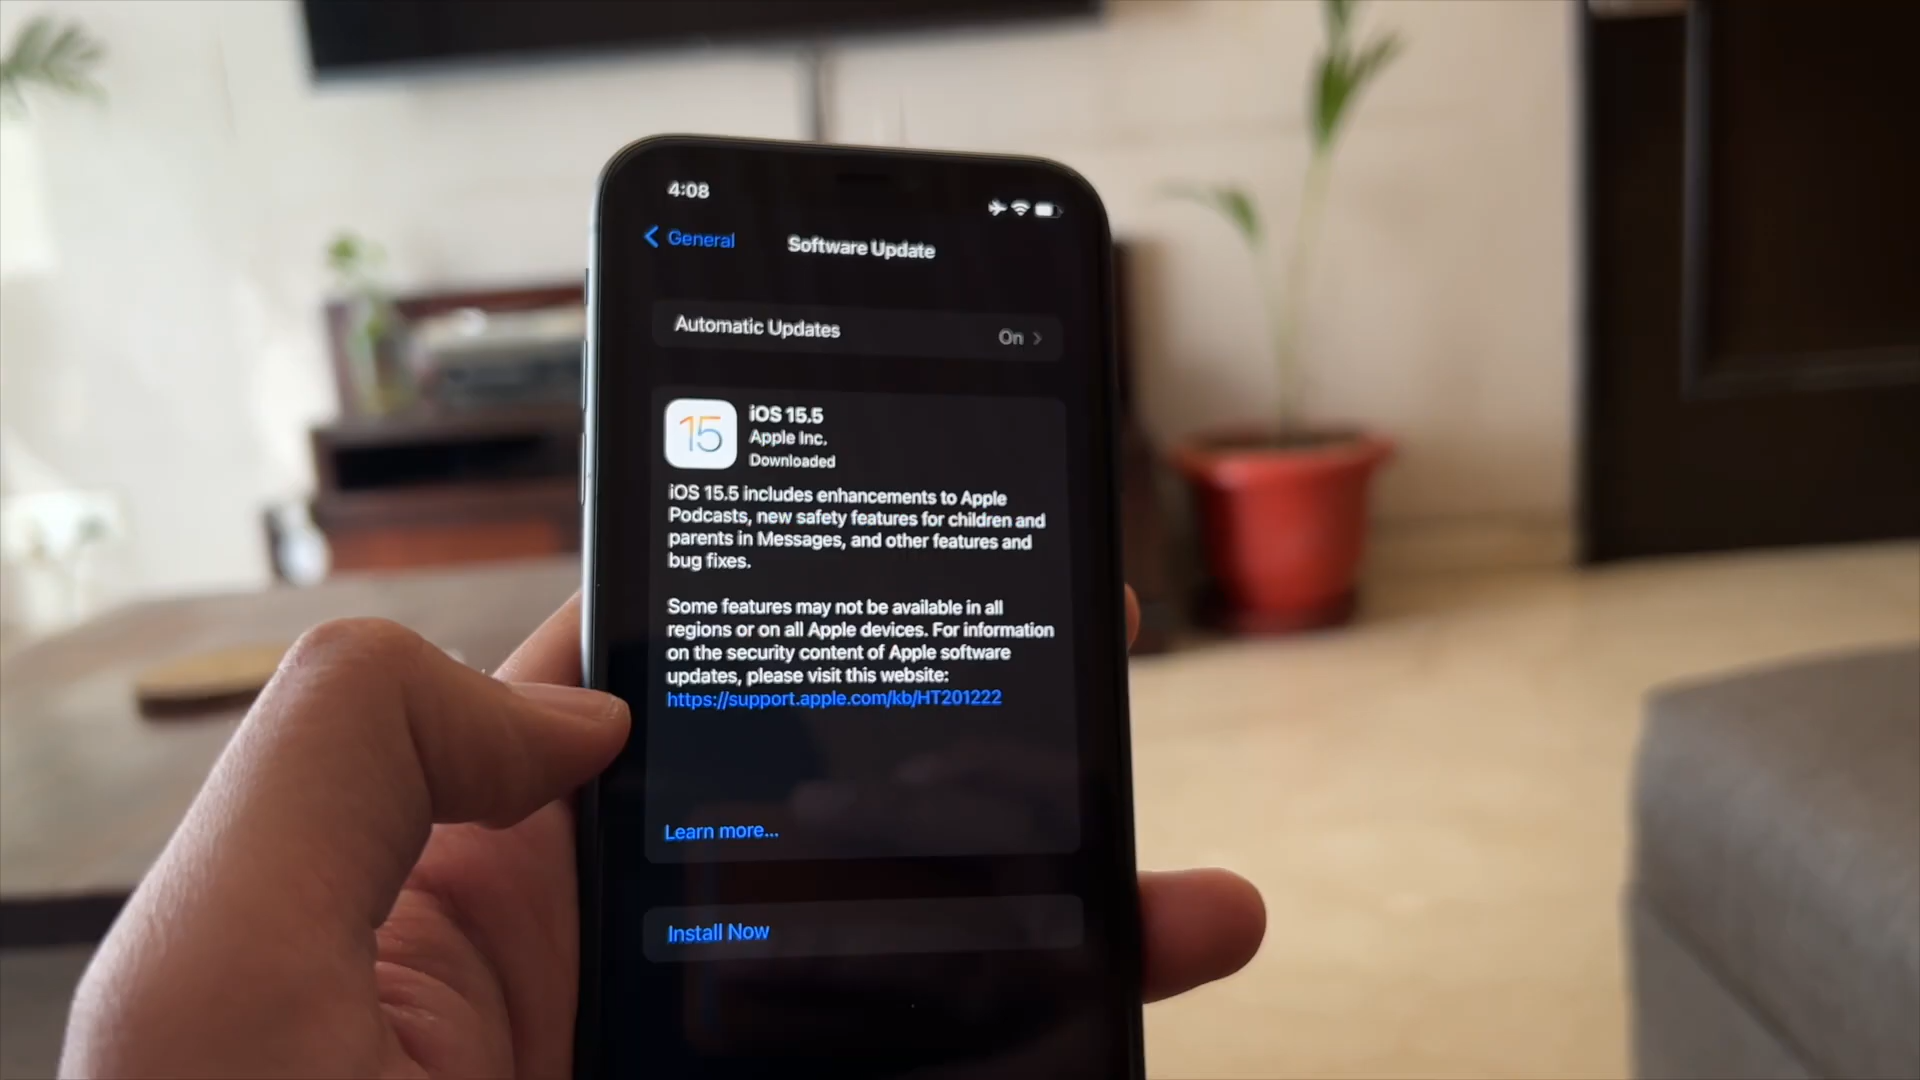 4:08
General
Software Update
Automatic Updates
On
15
iOS 15.5
Apple Inc.
Downloaded
iOS 15.5 includes enhancements to Apple
Podcasts, new safety features for children and
parents in Messages, and other features and
bug fixes.
Some features may not be available in all
regions or on all Apple devices. For information
on the security content of Apple software
updates, please visit this website:
https://support.apple.com/kb/HT201222
Learn more...
Install Now